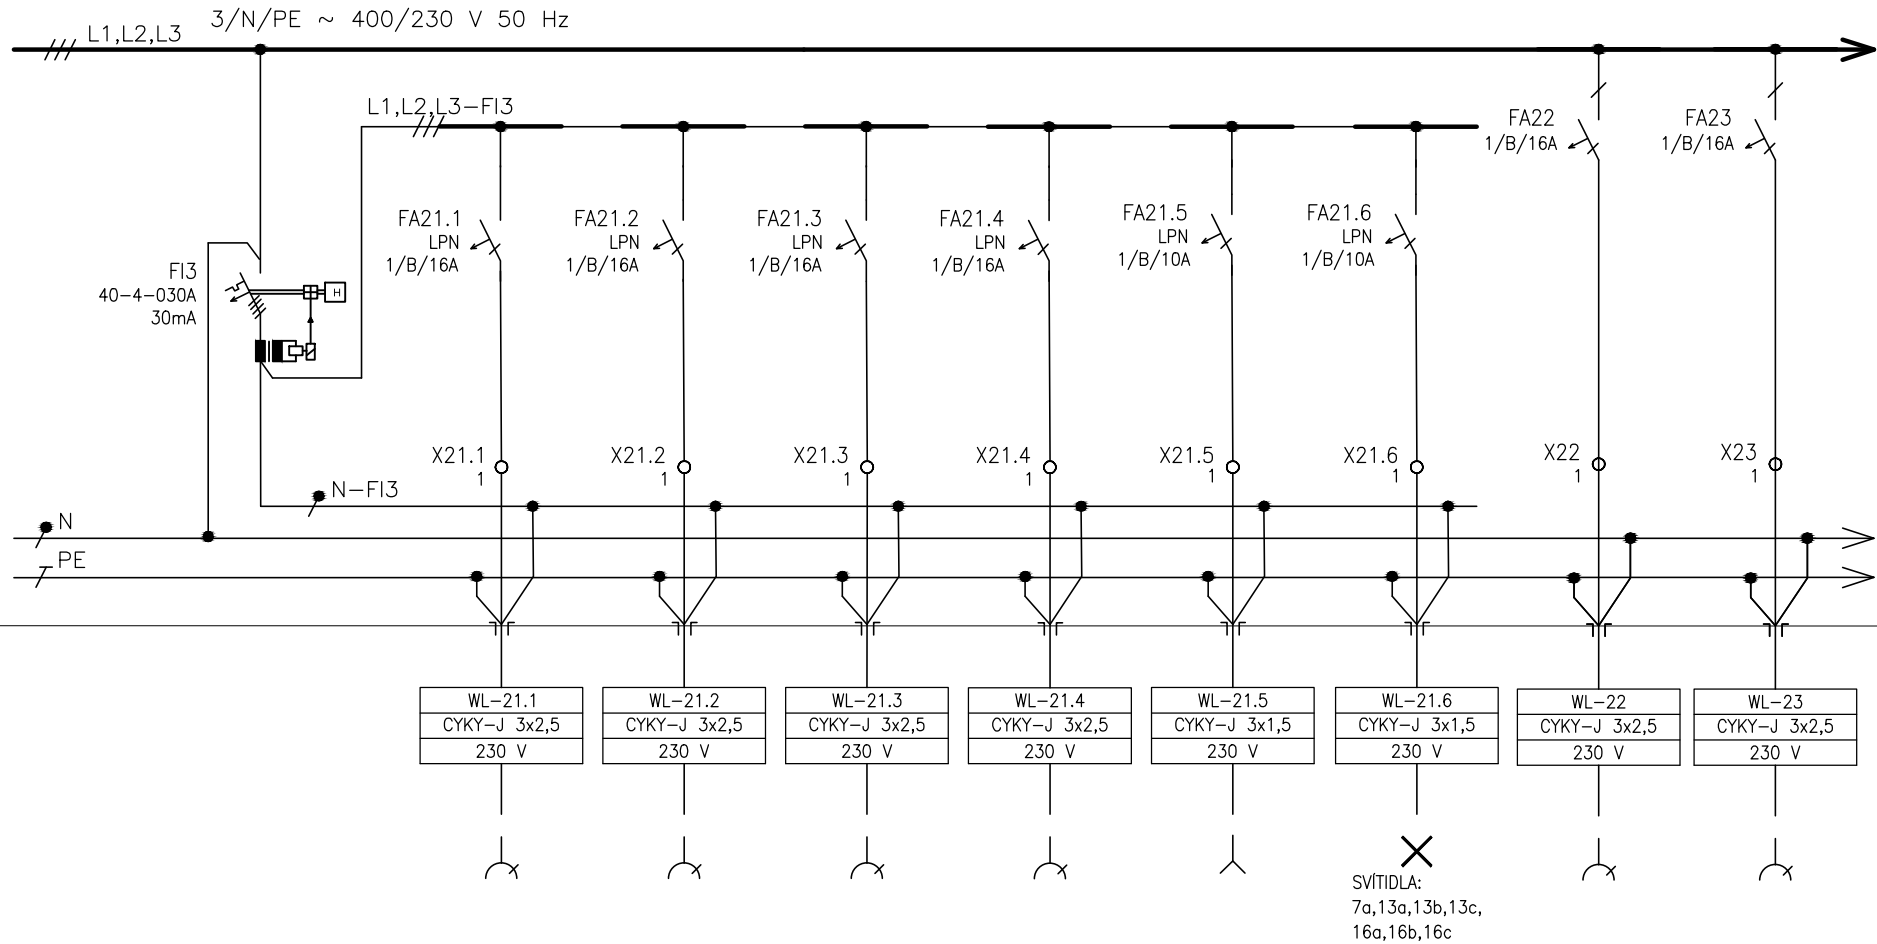 3/N/PE ~ 400/230 V 50 Hz
L1,L2,L3
L1,L2,L3-FI3
FA22
1/B/16A
FA23
1/B/16A
FA21.1
LPN
1/B/16A
FA21.2
LPN
1/B/16A
FA21.3
LPN
1/B/16A
FA21.4
LPN
1/B/16A
FA21.5
LPN
1/B/10A
FA21.6
LPN
1/B/10A
FI3
40-4-030A
30mA
H
X21.1
1
X21.2
1
X21.3
1
X21.4
1
X21.5
1
X21.6
1
X22
1
X23
1
N-FI3
N
PE
WL-21.1
CYKY-J 3x2,5
230 V
WL-21.2
CYKY-J 3x2,5
230 V
WL-21.3
CYKY-J 3x2,5
230 V
WL-21.4
CYKY-J 3x2,5
230 V
WL-21.5
CYKY-J 3x1,5
230 V
WL-21.6
CYKY-J 3x1,5
230 V
WL-22
CYKY-J 3x2,5
230 V
WL-23
CYKY-J 3x2,5
230 V
SVÍTIDLA:
7a,13a,13b,13c,
16a,16b,16c